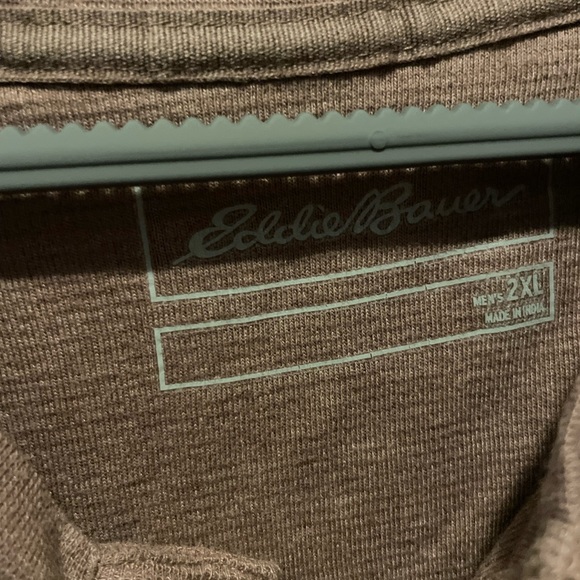 Eddie Bauer
MEN'S 2XL
MADE IN INDIA